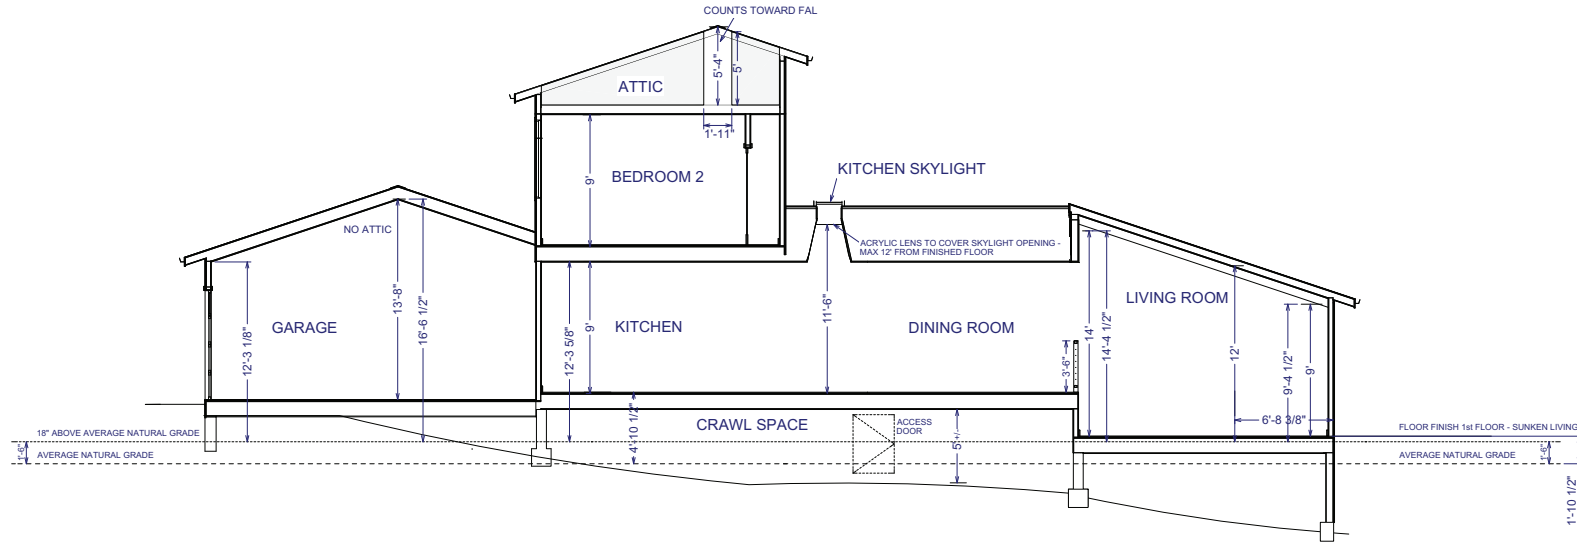 COUNTS TOWARD FAL
5'-4"
5'
ATTIC
1'-11"
9'
BEDROOM 2
KITCHEN SKYLIGHT
NO ATTIC
ACRYLIC LENS TO COVER SKYLIGHT OPENING -
MAX 12' FROM FINISHED FLOOR
GARAGE
12'-3 1/8"
13'-8"
16'-6 1/2"
12'-3 5/8"
9'
KITCHEN
11'-6"
DINING ROOM
3'-6"
14'
14'-4 1/2"
LIVING ROOM
12'
9'-4 1/2"
9'
6'-8 3/8"
4'-10 1/2"
CRAWL SPACE
ACCESS
DOOR
5' +/-
18" ABOVE AVERAGE NATURAL GRADE
1'-6"
AVERAGE NATURAL GRADE
FLOOR FINISH 1st FLOOR - SUNKEN LIVING
AVERAGE NATURAL GRADE
1'-6"
1'-10 1/2"